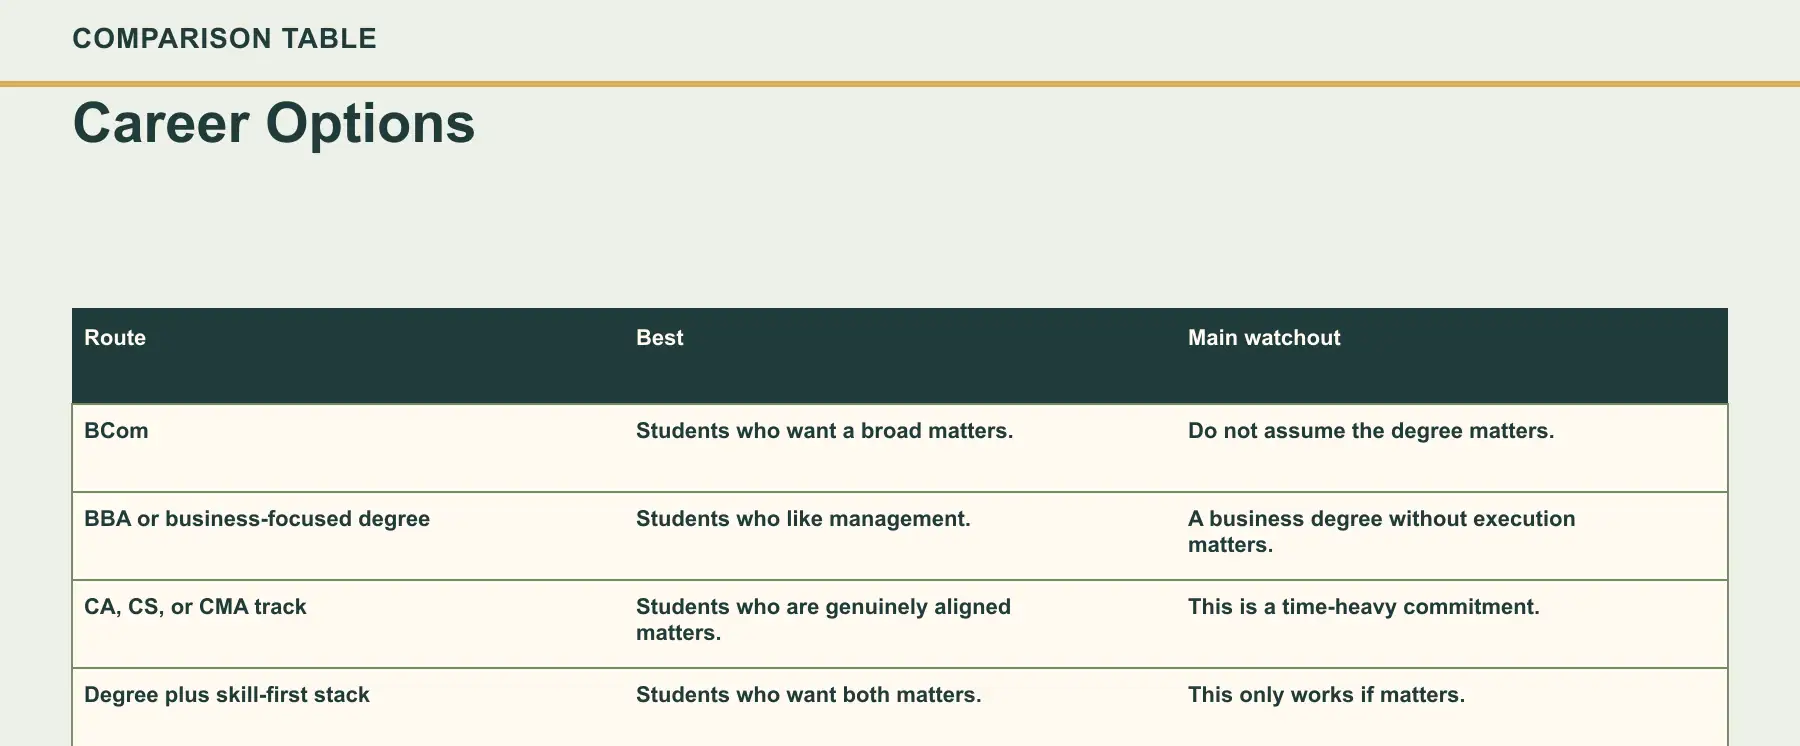 COMPARISON TABLE
Career Options
Route Best Main watchout
BCom Students who want a broad matters. Do not assume the degree matters.
BBA or business-focused degree Students who like management. A business degree without execution
matters.
CA, CS, or CMA track Students who are genuinely aligned This is a time-heavy commitment.
matters.
Degree plus skill-first stack Students who want both matters. This only works if matters.